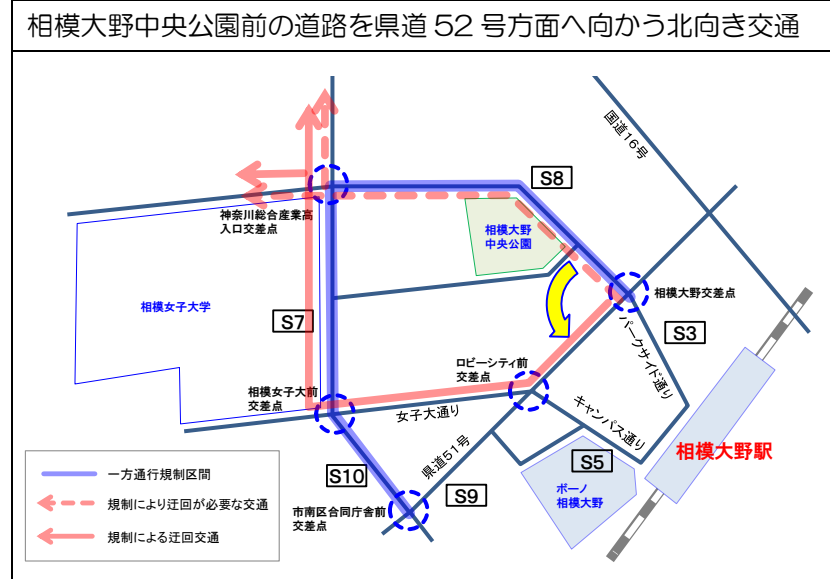 相模大野中央公園前の道路を県道 52 号方面へ向かう北向き交通
国道16号
S8
神奈川総合産業高
入口交差点
相模大野
中央公園
相模女子大学
相模大野交差点
S7
S3
パークサイド通り
ロビーシティ前
交差点
相模女子大前
交差点
女子大通り
キャンパス通り
相模大野駅
県道51号
S10
S5
S9
ボーノ
相模大野
市南区合同庁舎前
交差点
一方通行規制区間
規制により迂回が必要な交通
規制による迂回交通